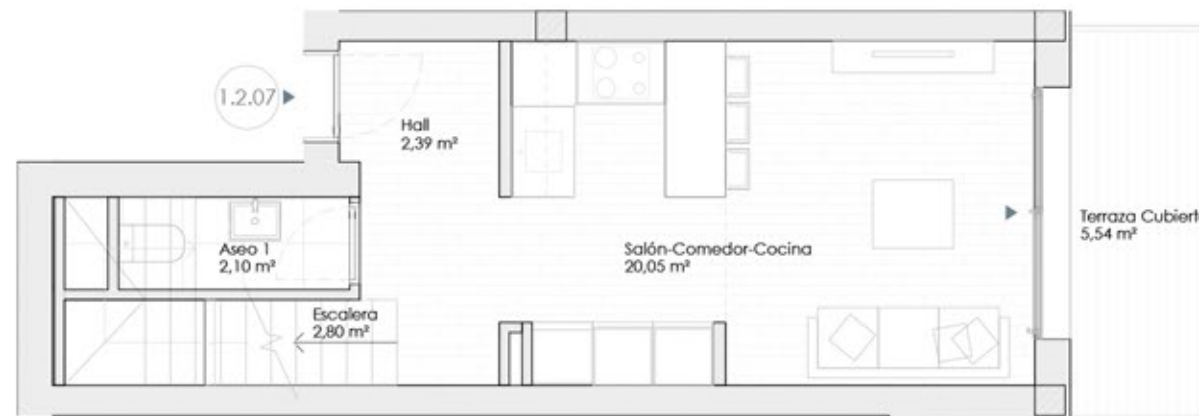 1.2.07
Hall
2,39 m²
Aseo 1
2,10 m²
Escalera
2,80 m²
Salón-Comedor-Cocina
20,05 m²
Terraza Cubiert
5,54 m²